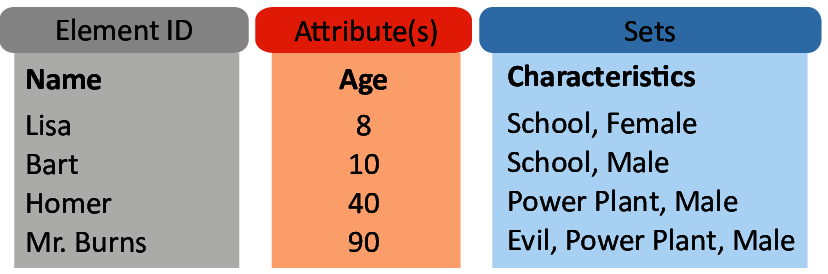 Element ID Attribute(s) Sets
Name Age Characteristics
Lisa 8 School, Female
Bart 10 School, Male
Homer 40 Power Plant, Male
Mr. Burns 90 Evil, Power Plant, Male